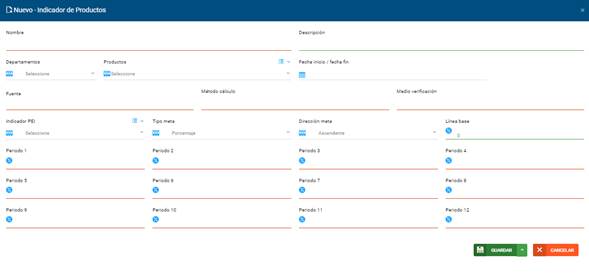 Nuevo - Indicador de Productos
Nombre Descripción
Departamentos Productos Fecha inicio / fecha fin
Seleccione Seleccione
Fuente Método cálculo Medio verificación
Indicador PEI Tipo meta Dirección meta Línea base
Seleccione Porcentaje Ascendente 0
Periodo 1 Periodo 2 Periodo 3 Periodo 4
Periodo 5 Periodo 6 Periodo 7 Periodo 8
Periodo 9 Periodo 10 Periodo 11 Periodo 12
GUARDAR CANCELAR